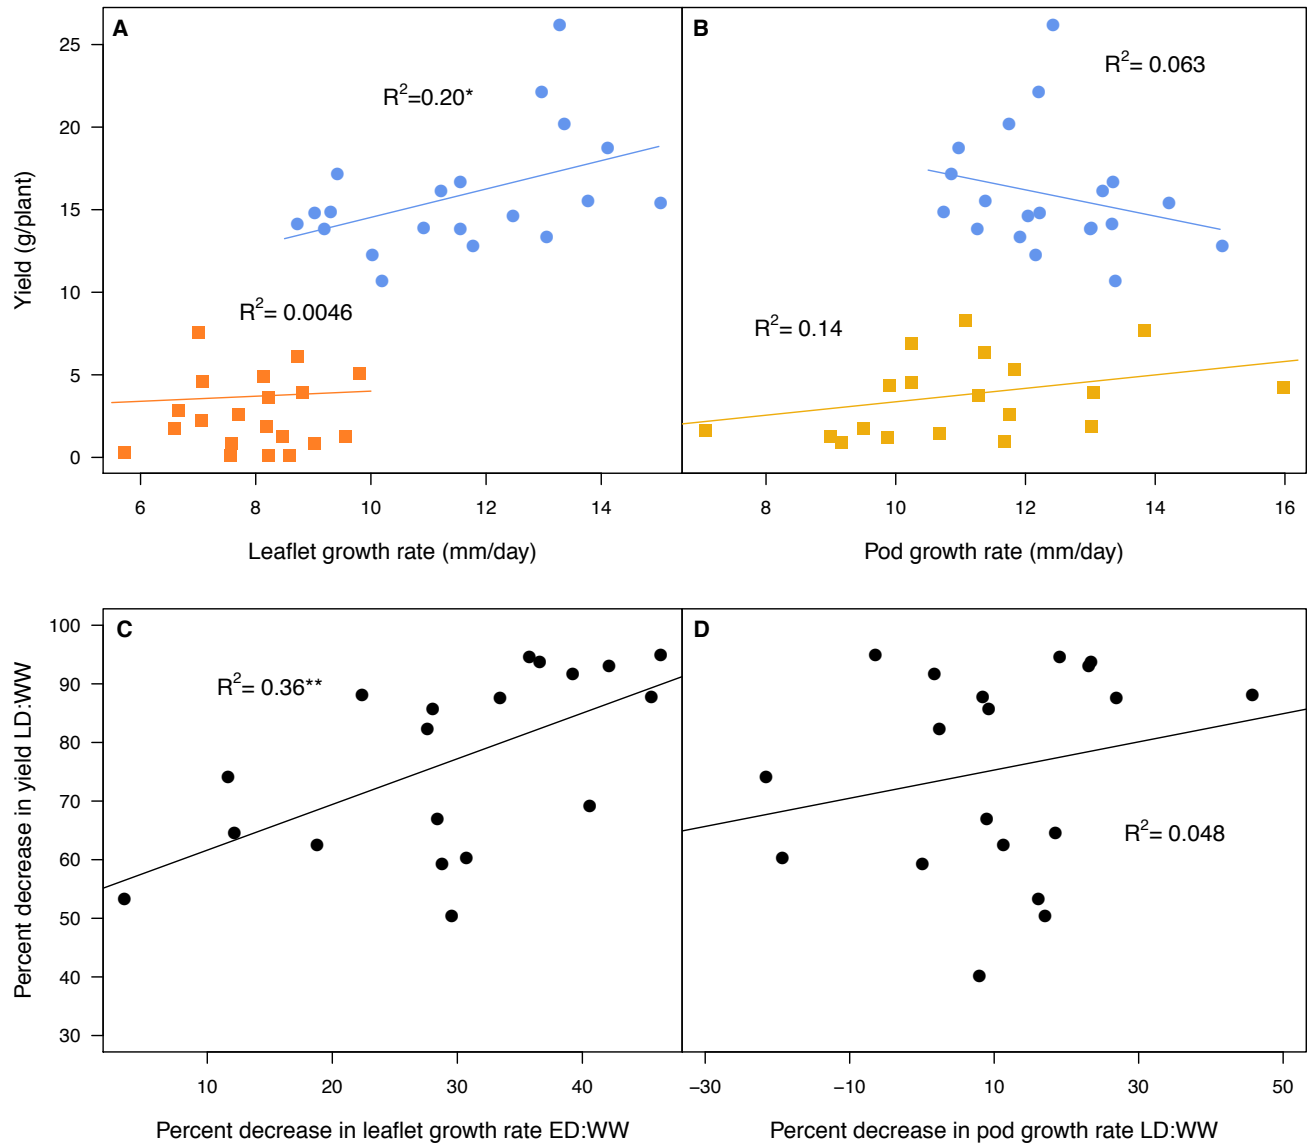 A
B
25
20
15
10
5
0
Yield (g/plant)
R²=0.20*
R²= 0.063
R²= 0.0046
R²= 0.14
6 8 10 12 14
8 10 12 14 16
Leaflet growth rate (mm/day)
Pod growth rate (mm/day)
C
D
100
90
80
70
60
50
40
30
Percent decrease in yield LD:WW
R²= 0.36**
R²= 0.048
10 20 30 40
−30 −10 10 30 50
Percent decrease in leaflet growth rate ED:WW
Percent decrease in pod growth rate LD:WW